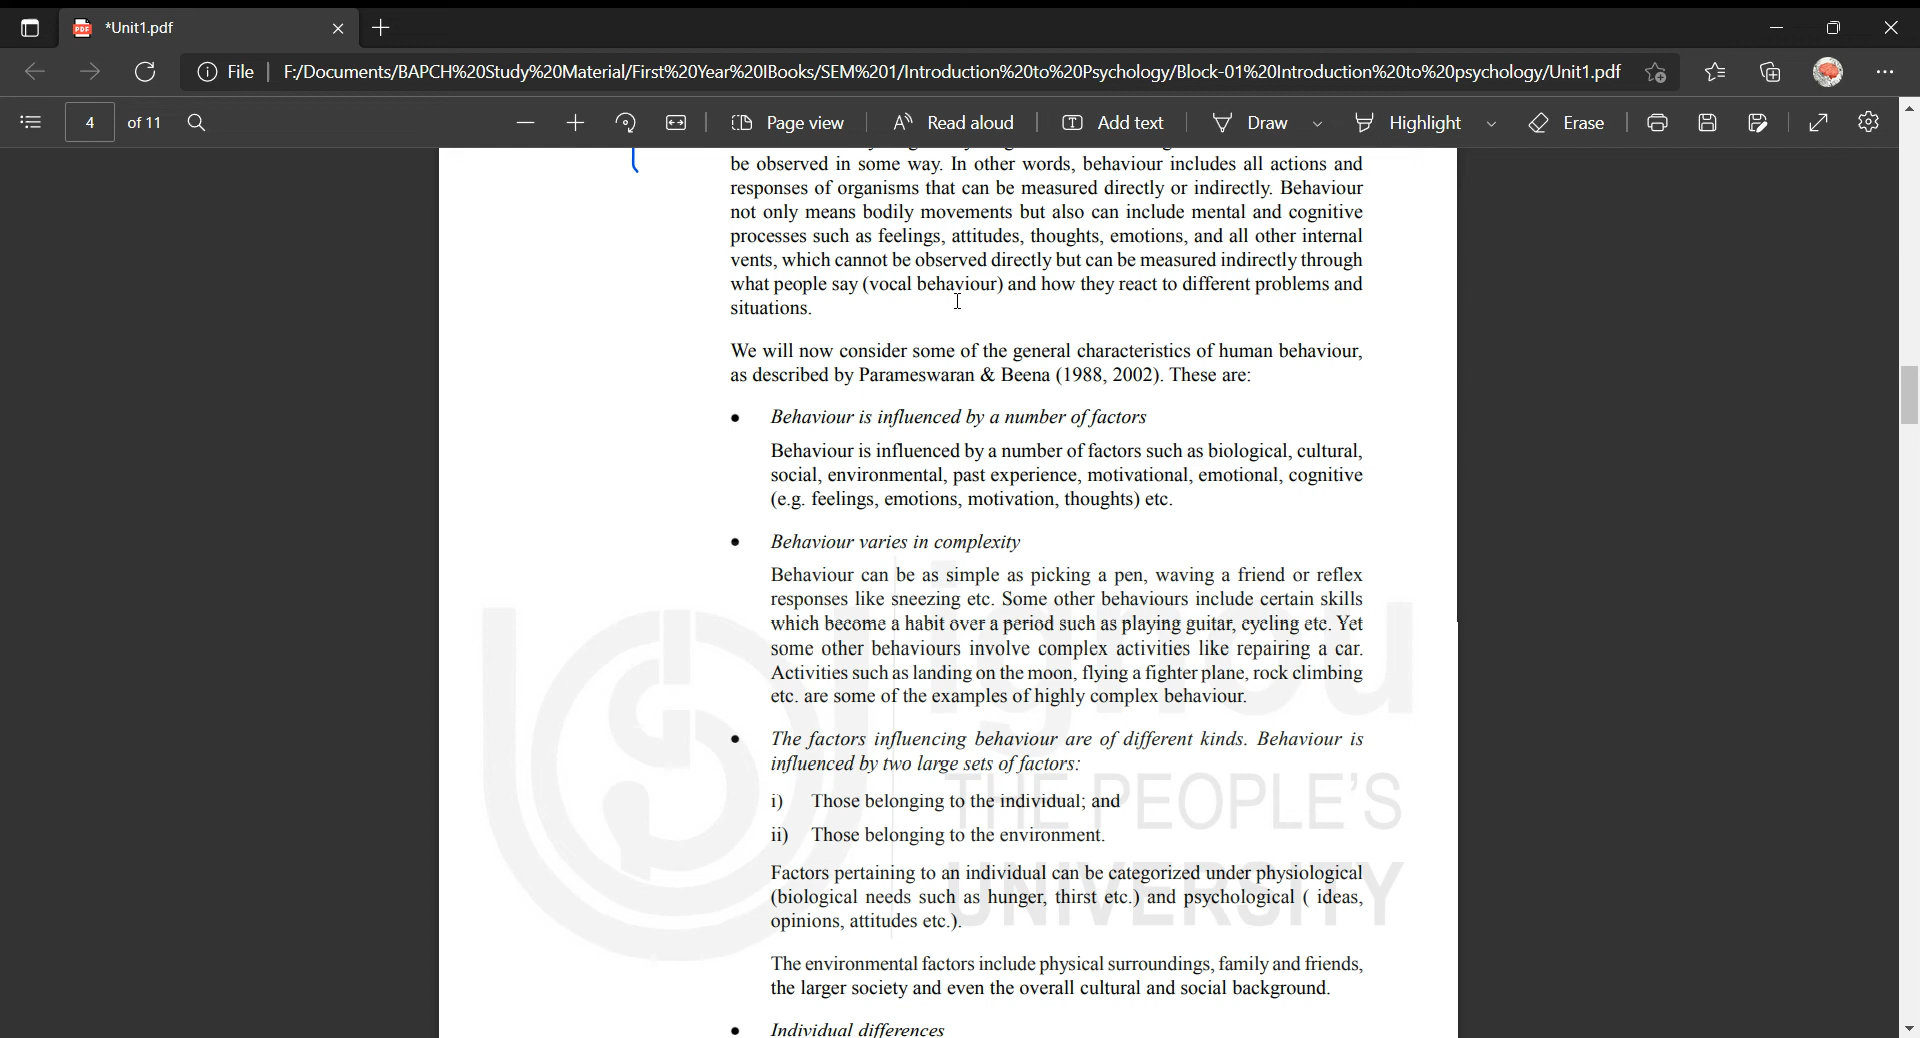 *Unit1.pdf
File
F:/Documents/BAPCH%20Study%20Material/First%20Year%20IBooks/SEM%201/Introduction%20to%20Psychology/Block-01%20Introduction%20to%20psychology/Unit1.pdf
4 of 11
Page view
Read aloud
Add text
Draw
Highlight
Erase
be observed in some way. In other words, behaviour includes all actions and
responses of organisms that can be measured directly or indirectly. Behaviour
not only means bodily movements but also can include mental and cognitive
processes such as feelings, attitudes, thoughts, emotions, and all other internal
vents, which cannot be observed directly but can be measured indirectly through
what people say (vocal behaviour) and how they react to different problems and
situations.
We will now consider some of the general characteristics of human behaviour,
as described by Parameswaran & Beena (1988, 2002). These are:
• Behaviour is influenced by a number of factors
Behaviour is influenced by a number of factors such as biological, cultural,
social, environmental, past experience, motivational, emotional, cognitive
(e.g. feelings, emotions, motivation, thoughts) etc.
• Behaviour varies in complexity
Behaviour can be as simple as picking a pen, waving a friend or reflex
responses like sneezing etc. Some other behaviours include certain skills
which become a habit over a period such as playing guitar, cycling etc. Yet
some other behaviours involve complex activities like repairing a car.
Activities such as landing on the moon, flying a fighter plane, rock climbing
etc. are some of the examples of highly complex behaviour.
• The factors influencing behaviour are of different kinds. Behaviour is
influenced by two large sets of factors:
i) Those belonging to the individual; and
ii) Those belonging to the environment.
Factors pertaining to an individual can be categorized under physiological
(biological needs such as hunger, thirst etc.) and psychological ( ideas,
opinions, attitudes etc.).
The environmental factors include physical surroundings, family and friends,
the larger society and even the overall cultural and social background.
• Individual differences
ignou
THE PEOPLE'S
UNIVERSITY